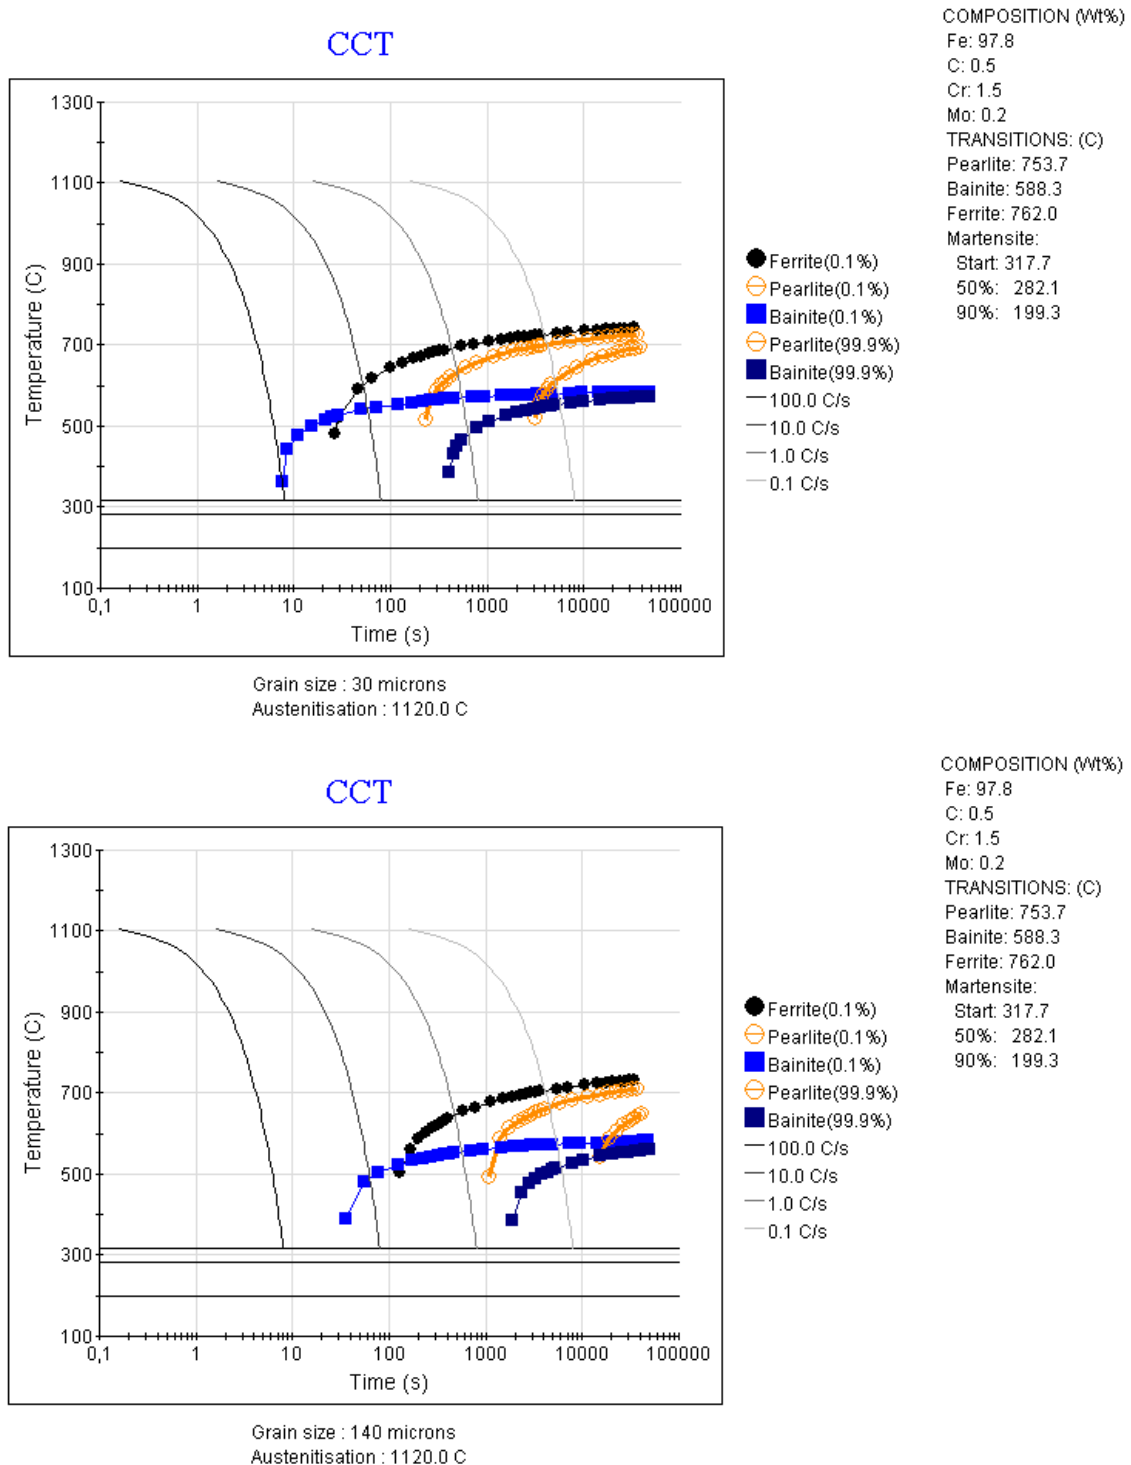 CCT
1300
1100
900
700
500
300
100
Temperature (C)
0,1
1
10
100
1000
10000
100000
Time (s)
Ferrite(0.1%)
Pearlite(0.1%)
Bainite(0.1%)
Pearlite(99.9%)
Bainite(99.9%)
100.0 C/s
10.0 C/s
1.0 C/s
0.1 C/s
COMPOSITION (Wt%)
Fe: 97.8
C: 0.5
Cr: 1.5
Mo: 0.2
TRANSITIONS: (C)
Pearlite: 753.7
Bainite: 588.3
Ferrite: 762.0
Martensite:
Start: 317.7
50%: 282.1
90%: 199.3
Grain size : 30 microns
Austenitisation : 1120.0 C
CCT
1300
1100
900
700
500
300
100
Temperature (C)
0,1
1
10
100
1000
10000
100000
Time (s)
Ferrite(0.1%)
Pearlite(0.1%)
Bainite(0.1%)
Pearlite(99.9%)
Bainite(99.9%)
100.0 C/s
10.0 C/s
1.0 C/s
0.1 C/s
COMPOSITION (Wt%)
Fe: 97.8
C: 0.5
Cr: 1.5
Mo: 0.2
TRANSITIONS: (C)
Pearlite: 753.7
Bainite: 588.3
Ferrite: 762.0
Martensite:
Start: 317.7
50%: 282.1
90%: 199.3
Grain size : 140 microns
Austenitisation : 1120.0 C